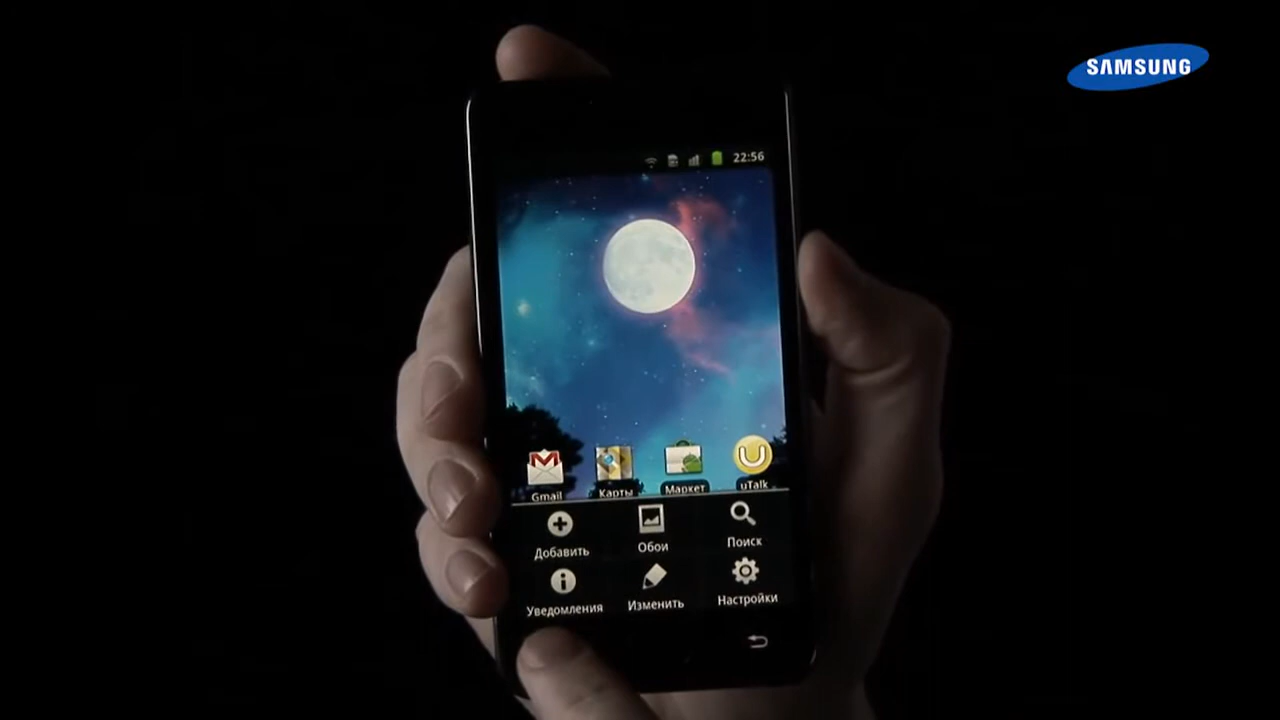 SAMSUNG
22:56
Gmail
Карты
Маркет
uTalk
Добавить
Обои
Поиск
Уведомления
Изменить
Настройки